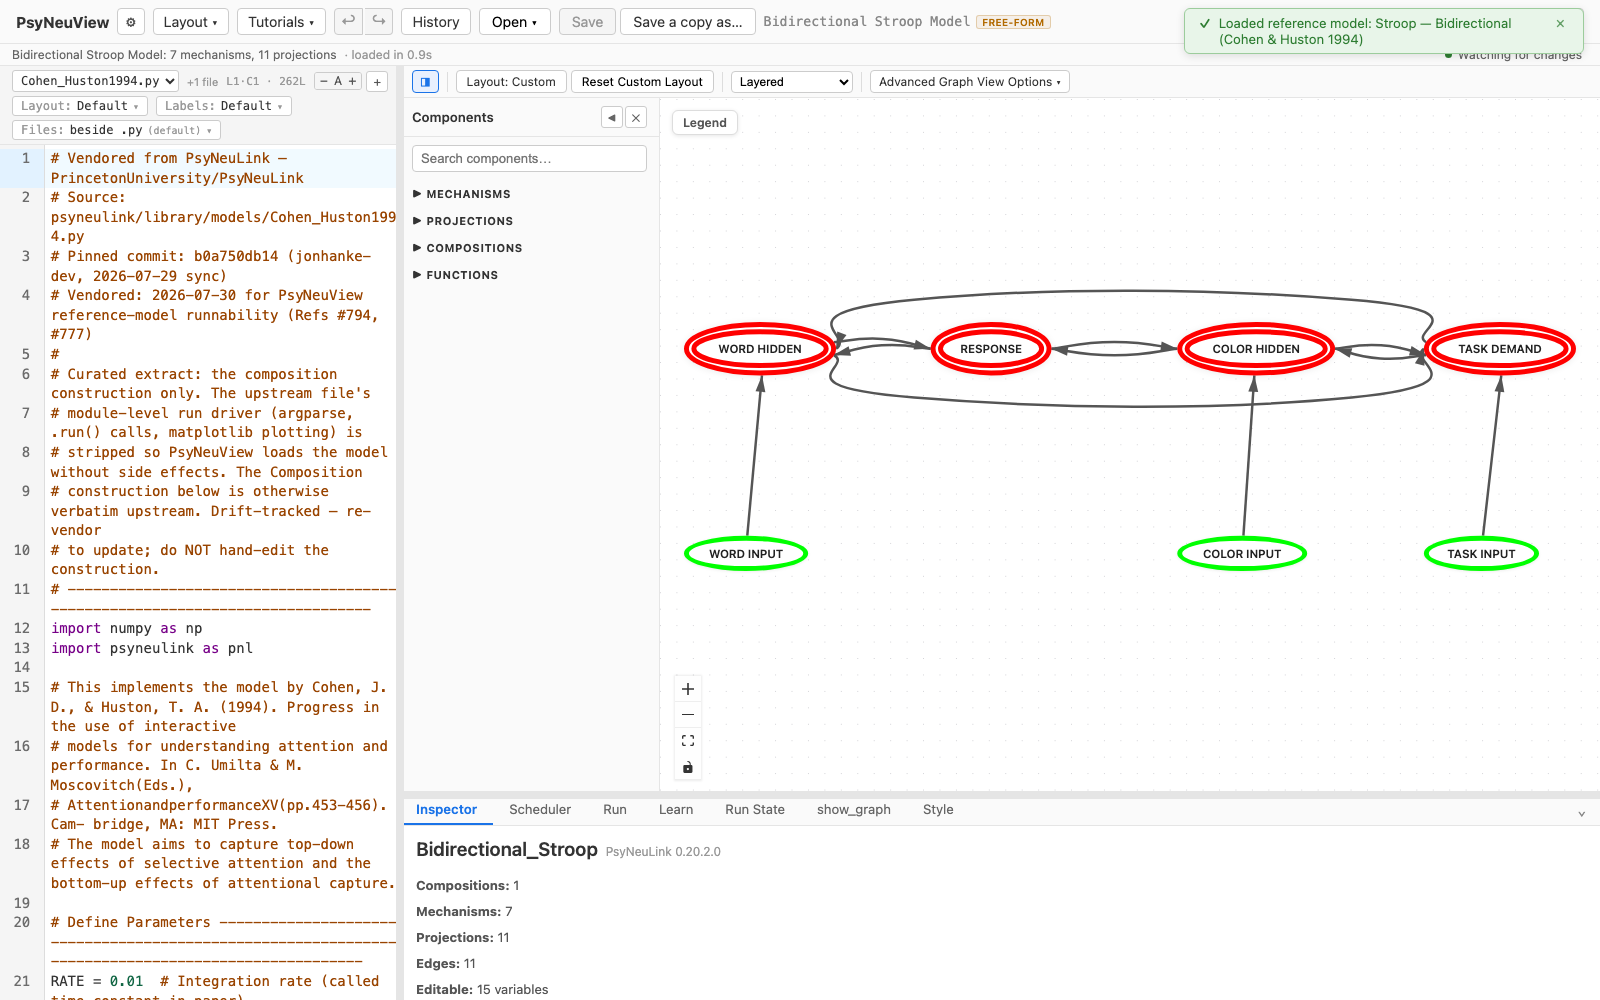 PsyNeuView
Layout ▾
Tutorials ▾
History
Open ▾
Save
Save a copy as...
Bidirectional Stroop Model
FREE-FORM
✓ Loaded reference model: Stroop — Bidirectional
(Cohen & Huston 1994)
Bidirectional Stroop Model: 7 mechanisms, 11 projections · loaded in 0.9s
Watching for changes
Cohen_Huston1994.py
+1 file
L1·C1 · 262L
− A +
+
Layout: Default ▾
Labels: Default ▾
Files: beside .py (default) ▾
Layout: Custom
Reset Custom Layout
Layered
Advanced Graph View Options ▾
1 # Vendored from PsyNeuLink —
PrincetonUniversity/PsyNeuLink
2 # Source:
psyneulink/library/models/Cohen_Huston199
4.py
3 # Pinned commit: b0a750db14 (jonhanke-
dev, 2026-07-29 sync)
4 # Vendored: 2026-07-30 for PsyNeuView
reference-model runnability (Refs #794,
#777)
5 #
6 # Curated extract: the composition
construction only. The upstream file's
7 # module-level run driver (argparse,
.run() calls, matplotlib plotting) is
8 # stripped so PsyNeuView loads the model
without side effects. The Composition
9 # construction below is otherwise
verbatim upstream. Drift-tracked — re-
vendor
10 # to update; do NOT hand-edit the
construction.
11 # ---------------------------------------
---------------------------------------
12 import numpy as np
13 import psyneulink as pnl
14
15 # This implements the model by Cohen, J.
D., & Huston, T. A. (1994). Progress in
the use of interactive
16 # models for understanding attention and
performance. In C. Umilta & M.
Moscovitch(Eds.),
17 # AttentionandperformanceXV(pp.453-456).
Cam- bridge, MA: MIT Press.
18 # The model aims to capture top-down
effects of selective attention and the
bottom-up effects of attentional capture.
19
20 # Define Parameters ---------------------
------------------------------------------
--------------------------------------
21 RATE = 0.01  # Integration rate (called
time constant in paper)
Components
Search components…
MECHANISMS
PROJECTIONS
COMPOSITIONS
FUNCTIONS
Legend
WORD HIDDEN
RESPONSE
COLOR HIDDEN
TASK DEMAND
WORD INPUT
COLOR INPUT
TASK INPUT
Inspector
Scheduler
Run
Learn
Run State
show_graph
Style
Bidirectional_Stroop PsyNeuLink 0.20.2.0
Compositions: 1
Mechanisms: 7
Projections: 11
Edges: 11
Editable: 15 variables